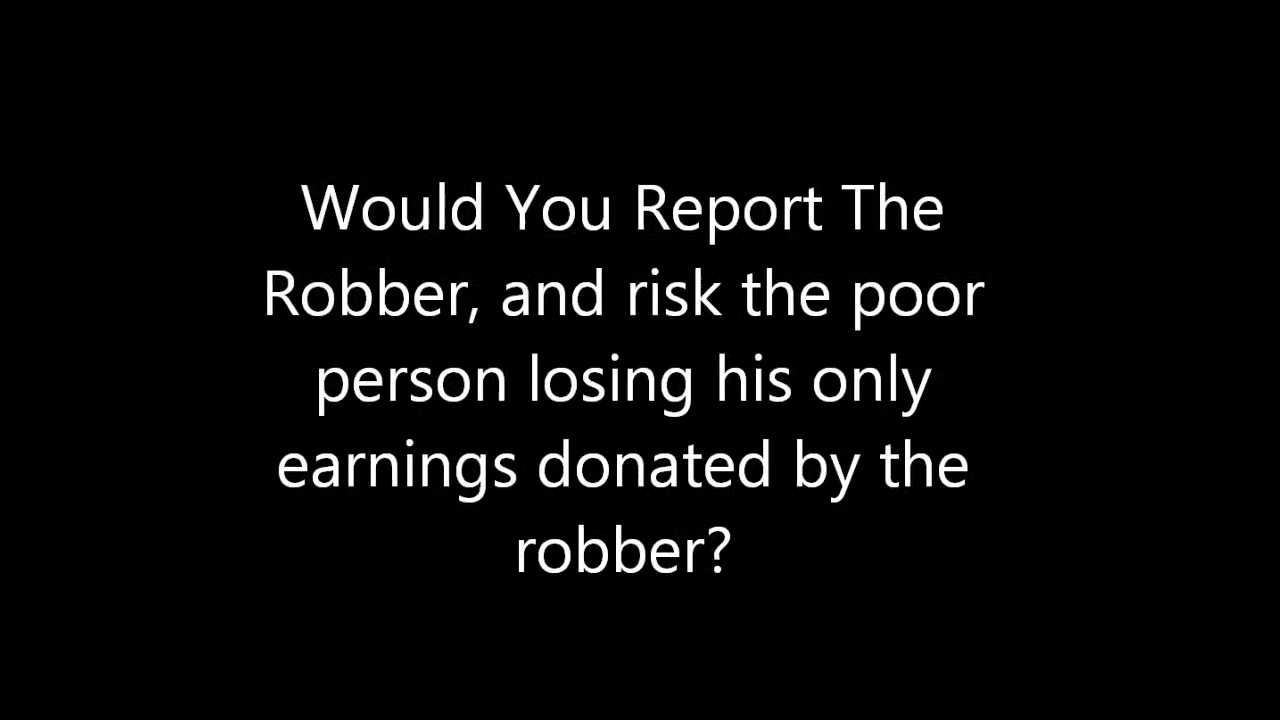 Would You Report The
Robber, and risk the poor
person losing his only
earnings donated by the
robber?